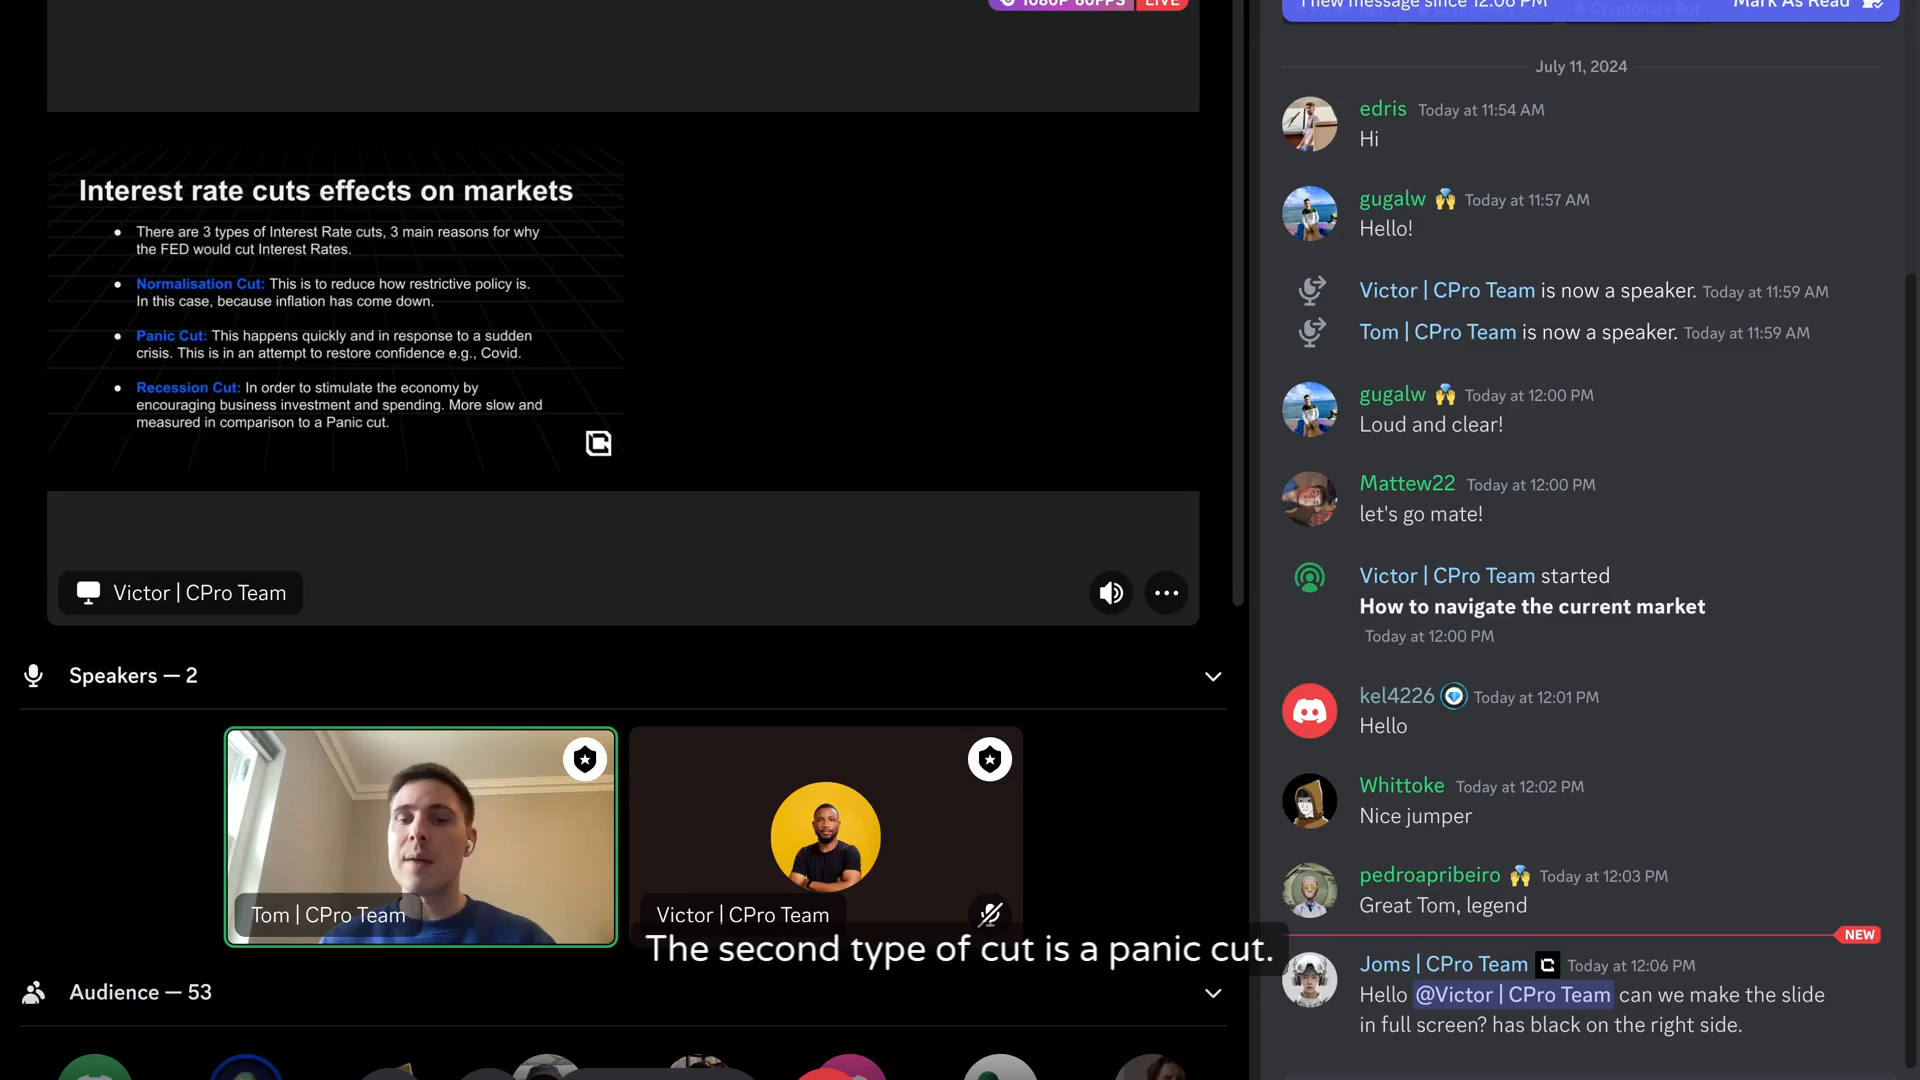 1080P 60FPS LIVE
1 new message since 12:06 PM Mark As Read
July 11, 2024
Interest rate cuts effects on markets
There are 3 types of Interest Rate cuts, 3 main reasons for why
the FED would cut Interest Rates.
Normalisation Cut: This is to reduce how restrictive policy is.
In this case, because inflation has come down.
Panic Cut: This happens quickly and in response to a sudden
crisis. This is in an attempt to restore confidence e.g., Covid.
Recession Cut: In order to stimulate the economy by
encouraging business investment and spending. More slow and
measured in comparison to a Panic cut.
Victor | CPro Team
Speakers — 2
Tom | CPro Team
Victor | CPro Team
The second type of cut is a panic cut.
Audience — 53
edris Today at 11:54 AM
Hi
gugalw Today at 11:57 AM
Hello!
Victor | CPro Team is now a speaker. Today at 11:59 AM
Tom | CPro Team is now a speaker. Today at 11:59 AM
gugalw Today at 12:00 PM
Loud and clear!
Mattew22 Today at 12:00 PM
let's go mate!
Victor | CPro Team started
How to navigate the current market
Today at 12:00 PM
kel4226 Today at 12:01 PM
Hello
Whittoke Today at 12:02 PM
Nice jumper
pedroapribeiro Today at 12:03 PM
Great Tom, legend
NEW
Joms | CPro Team Today at 12:06 PM
Hello @Victor | CPro Team can we make the slide
in full screen? has black on the right side.